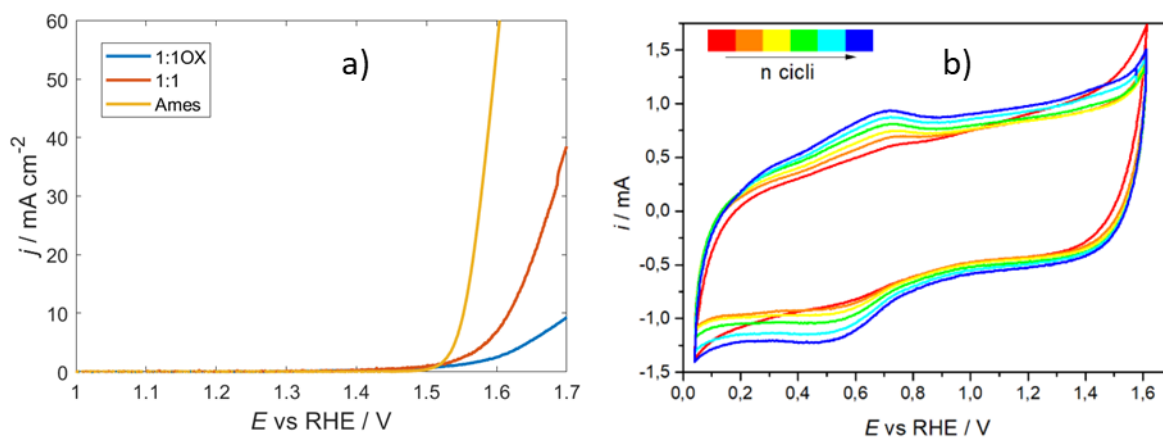 a)
1:1OX
1:1
Ames
j / mA cm⁻²
60
50
40
30
20
10
0
1 1.1 1.2 1.3 1.4 1.5 1.6 1.7
E vs RHE / V
b)
n cicli
i / mA
1,5
1,0
0,5
0,0
-0,5
-1,0
-1,5
0,0 0,2 0,4 0,6 0,8 1,0 1,2 1,4 1,6
E vs RHE / V